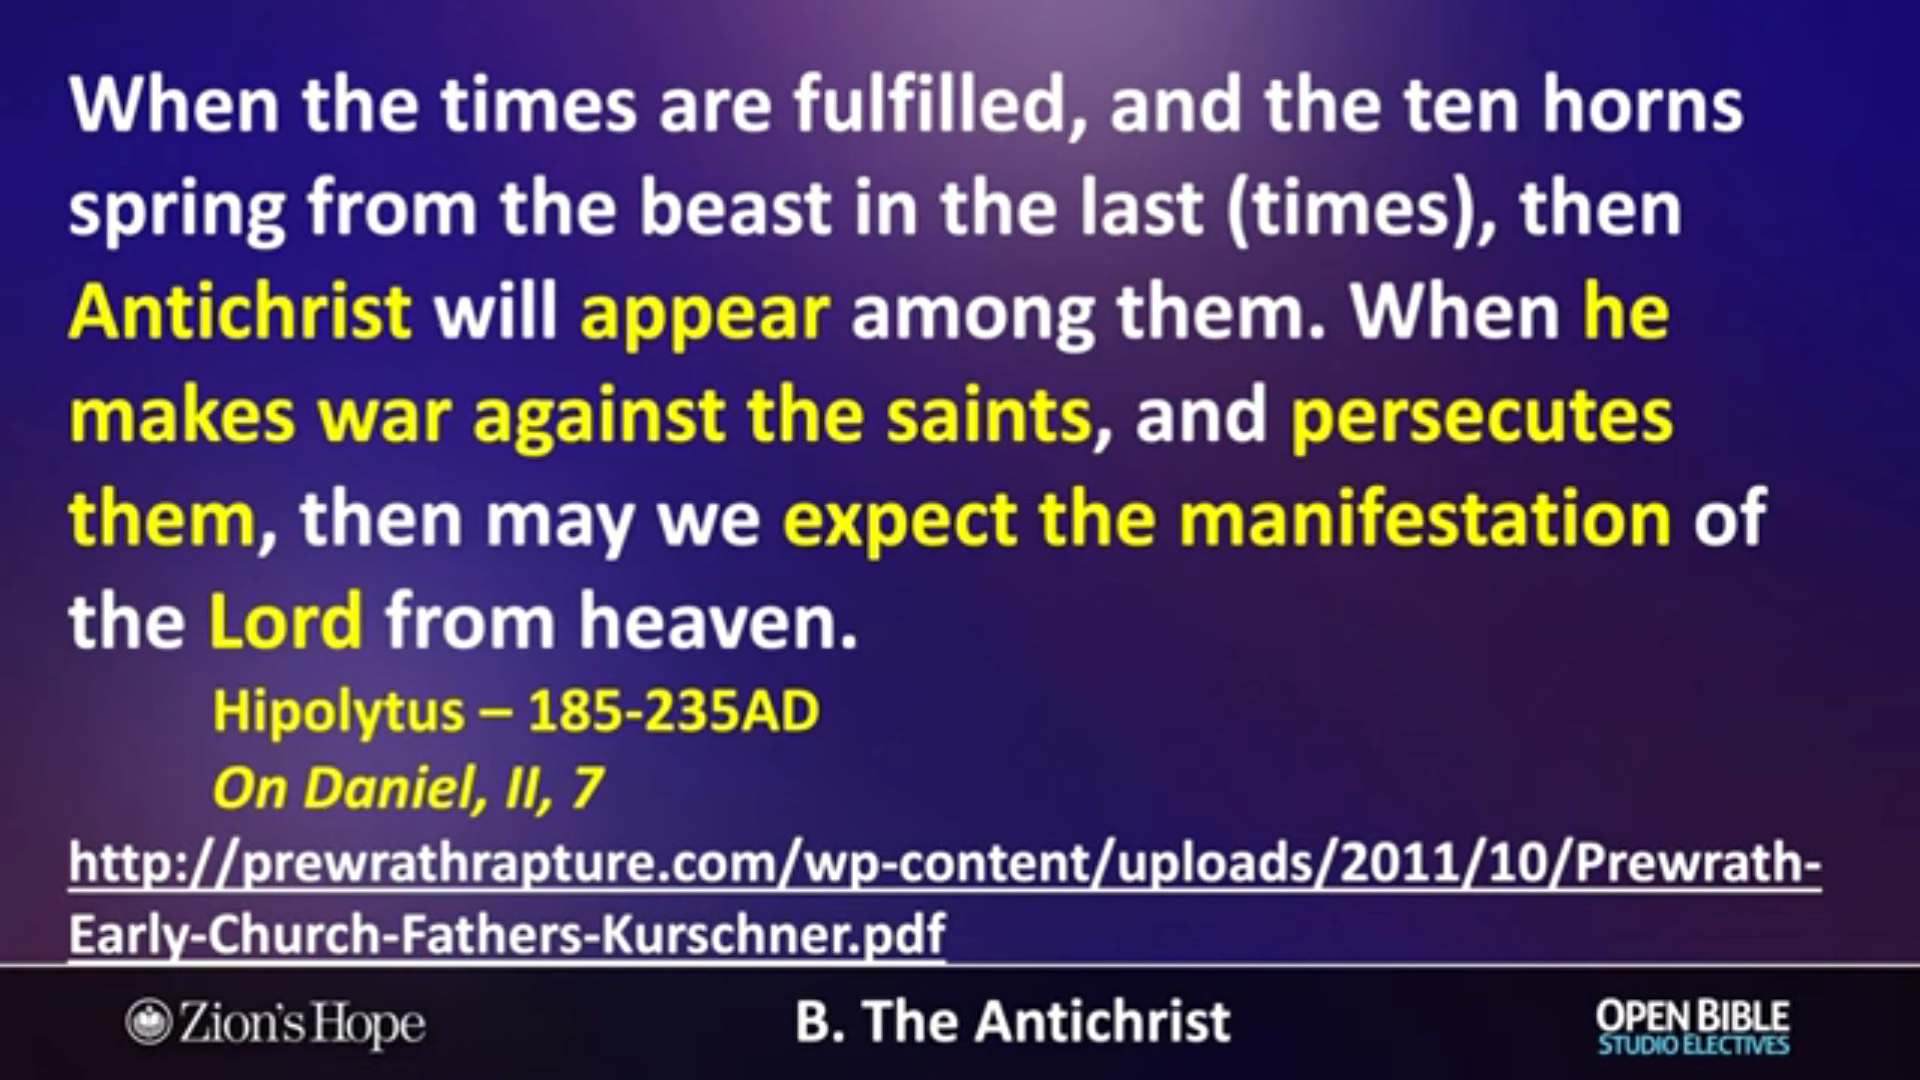 When the times are fulfilled, and the ten horns
spring from the beast in the last (times), then
Antichrist will appear among them. When he
makes war against the saints, and persecutes
them, then may we expect the manifestation of
the Lord from heaven.
Hipolytus – 185-235AD
On Daniel, II, 7
http://prewrathrapture.com/wp-content/uploads/2011/10/Prewrath-
Early-Church-Fathers-Kurschner.pdf
Zion's Hope
B. The Antichrist
OPEN BIBLE
STUDIO ELECTIVES